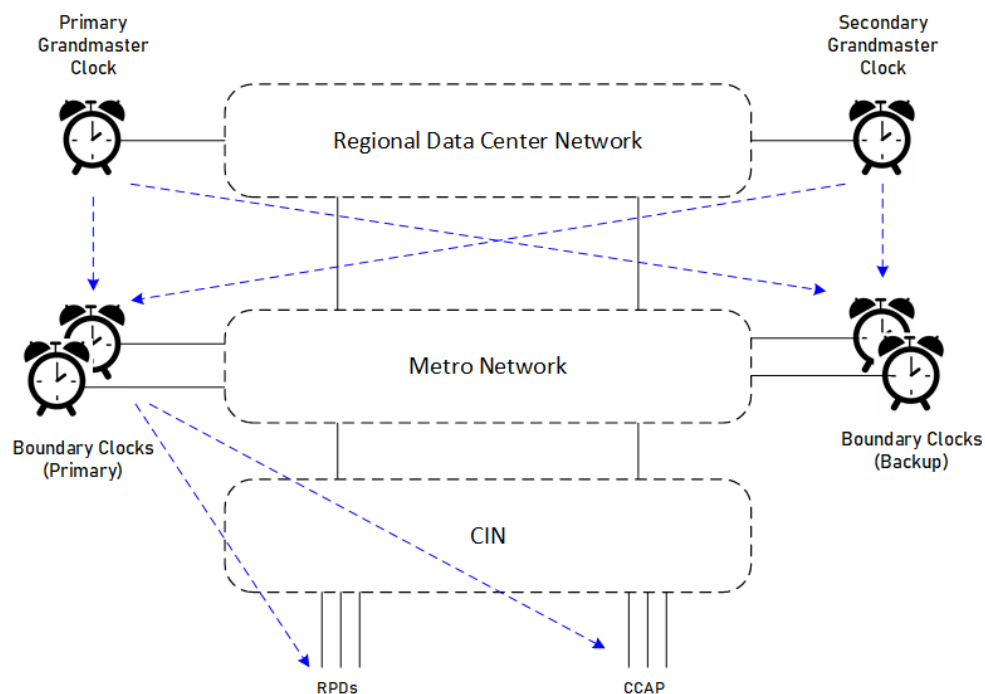 Primary
Grandmaster
Clock
Secondary
Grandmaster
Clock
Regional Data Center Network
Metro Network
Boundary Clocks
(Primary)
Boundary Clocks
(Backup)
CIN
RPDs
CCAP